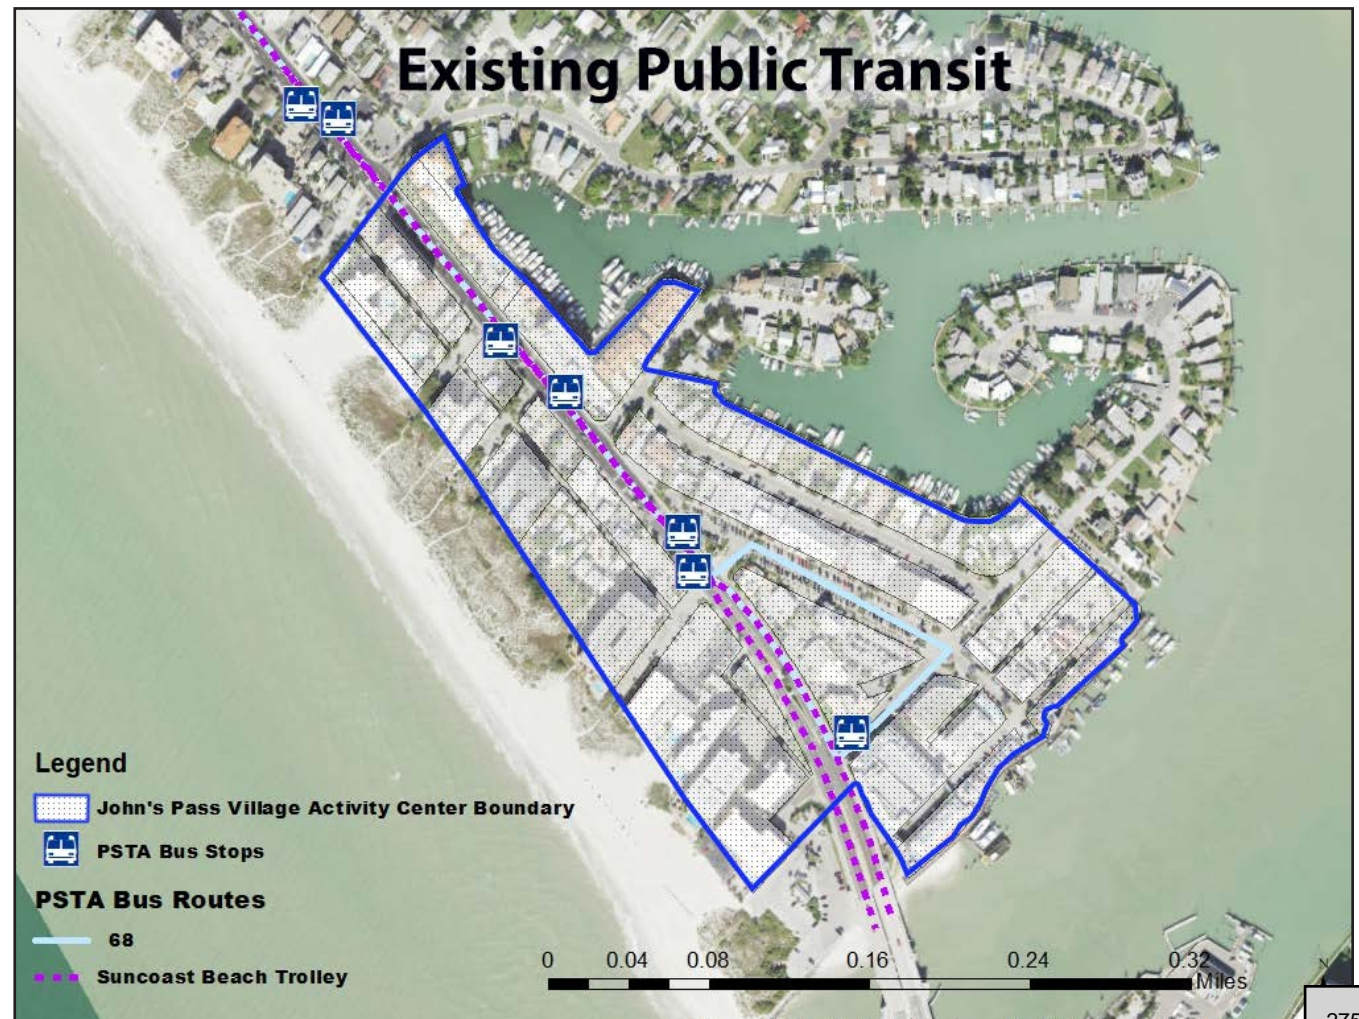 Existing Public Transit
Legend
John's Pass Village Activity Center Boundary
PSTA Bus Stops
PSTA Bus Routes
68
Suncoast Beach Trolley
0 0.04 0.08 0.16 0.24 0.32
Miles
N
275